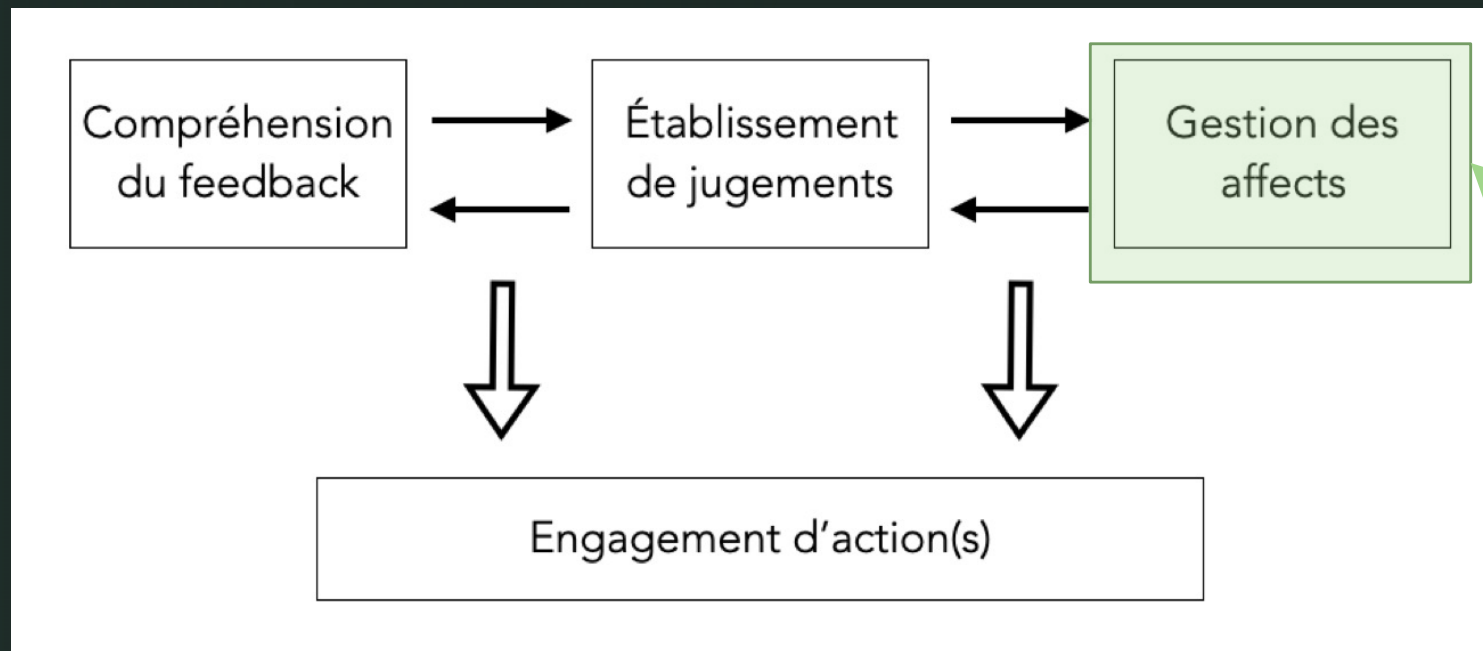 Compréhension
du feedback
Établissement
de jugements
Gestion des
affects
Engagement d'action(s)